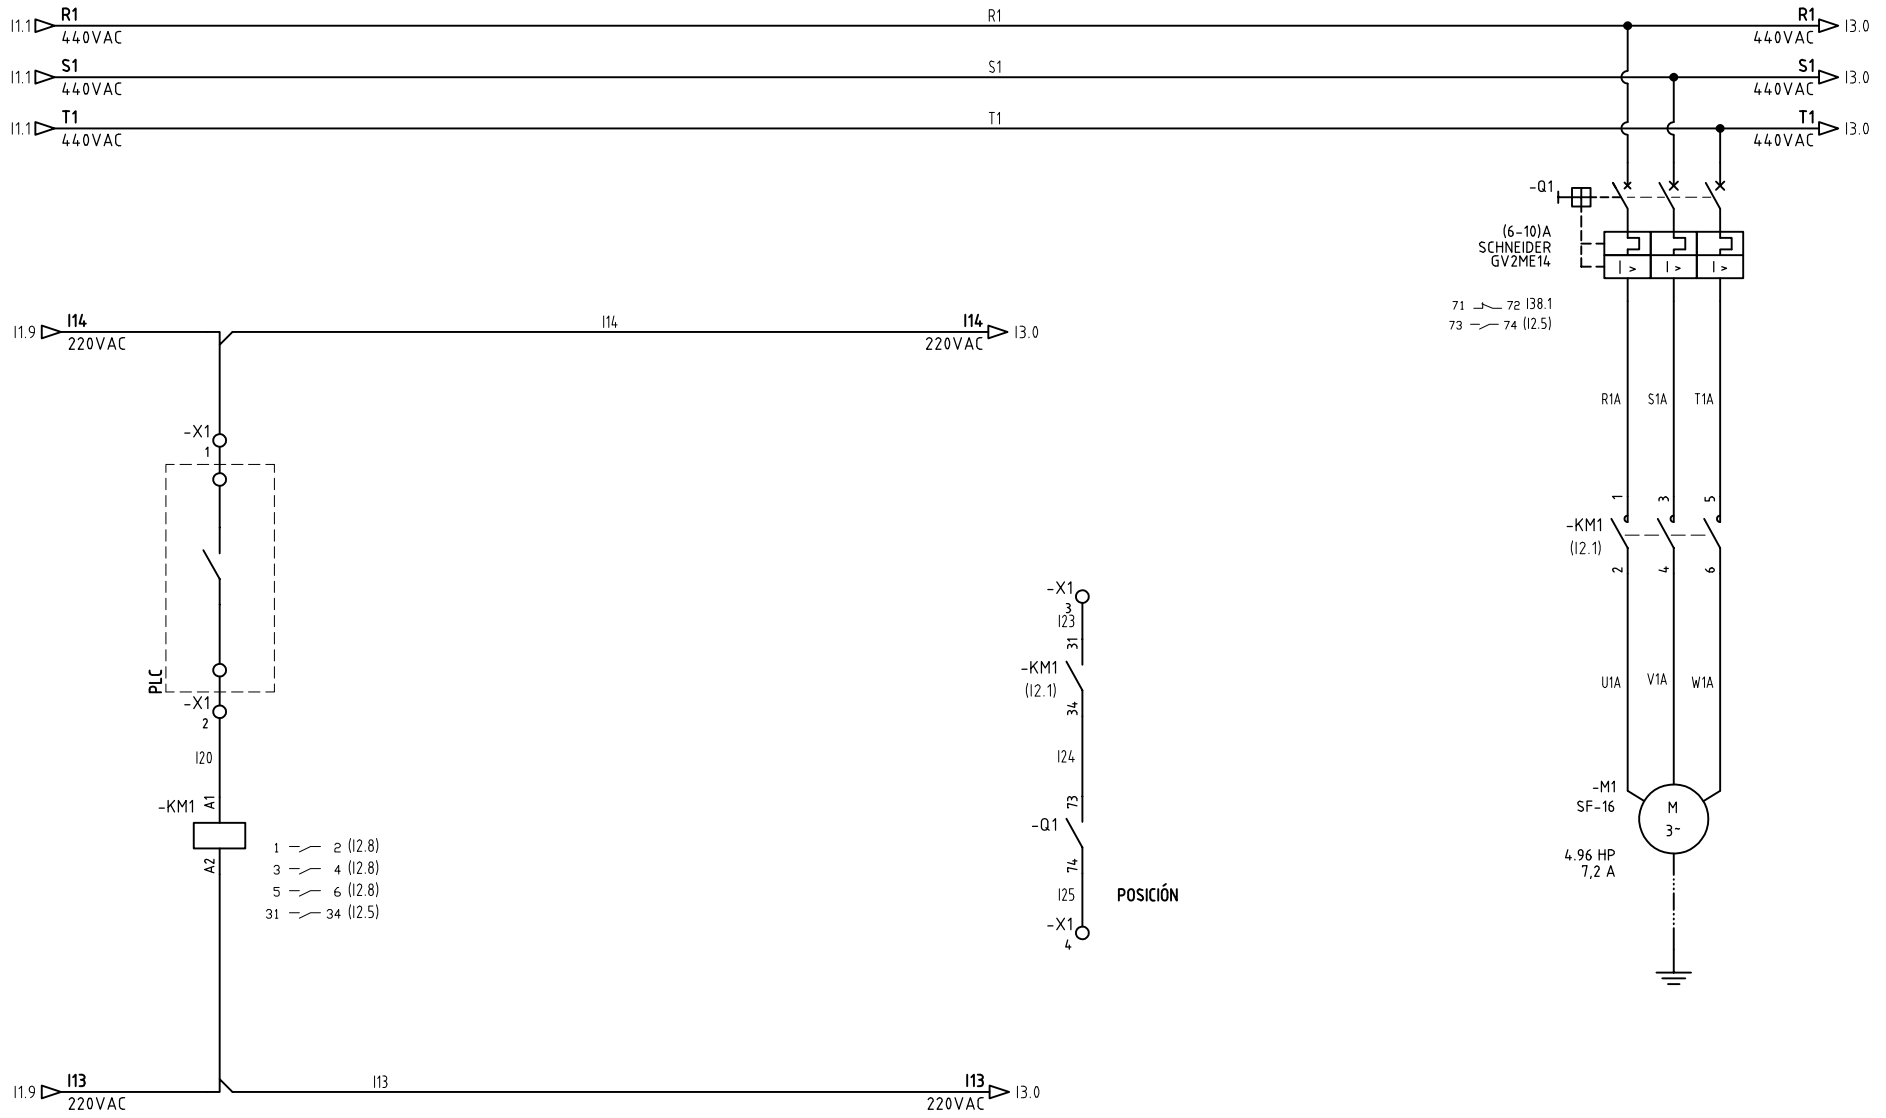 I1.1 R1 R1 R1 I3.0
440VAC 440VAC
I1.1 S1 S1 S1 I3.0
440VAC 440VAC
I1.1 T1 T1 T1 I3.0
440VAC 440VAC
-Q1
(6-10)A
SCHNEIDER
GV2ME14
I> I> I>
71 72 I38.1
73 74 (I2.5)
I1.9 I14 I14 I14 I3.0
220VAC 220VAC
R1A S1A T1A
-X1
1
1 3 5
-KM1
(I2.1)
2 4 6
PLC
-X1
2
I20
-KM1 A1
A2
1 2 (I2.8)
3 4 (I2.8)
5 6 (I2.8)
31 34 (I2.5)
-X1
3
I23
31
-KM1
(I2.1)
34
I24
73
-Q1
74
I25
POSICIÓN
-X1
4
U1A V1A W1A
-M1
SF-16
M
3~
4.96 HP
7,2 A
I1.9 I13 I13 I13 I3.0
220VAC 220VAC